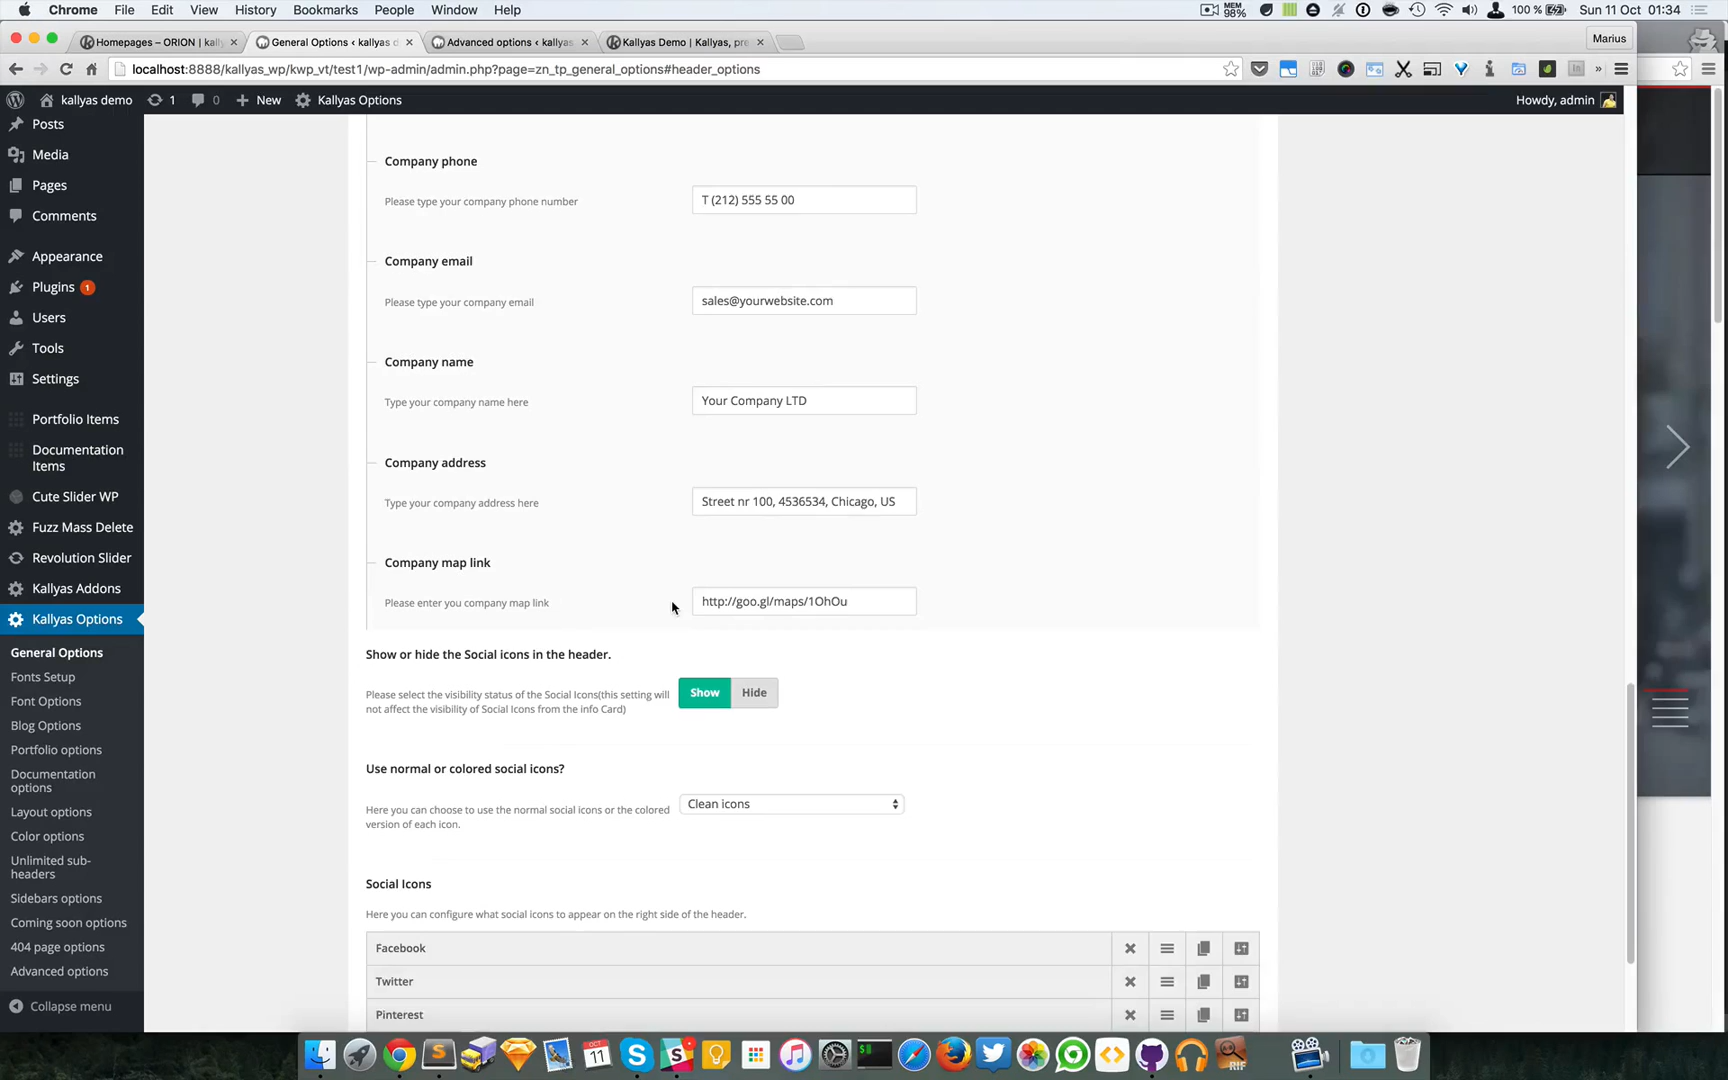 Chrome File Edit View History Bookmarks People Window Help
MEM 98% 100 % Sun 11 Oct 01:34
Homepages – ORION | kally General Options ‹ kallyas d Advanced options ‹ kallyas Kallyas Demo | Kallyas, pre Marius
localhost:8888/kallyas_wp/kwp_vt/test1/wp-admin/admin.php?page=zn_tp_general_options#header_options
kallyas demo 1 0 New Kallyas Options Howdy, admin
Posts
Media
Pages
Comments
Appearance
Plugins 1
Users
Tools
Settings
Portfolio Items
Documentation
Items
Cute Slider WP
Fuzz Mass Delete
Revolution Slider
Kallyas Addons
Kallyas Options
General Options
Fonts Setup
Font Options
Blog Options
Portfolio options
Documentation
options
Layout options
Color options
Unlimited sub-
headers
Sidebars options
Coming soon options
404 page options
Advanced options
Collapse menu
Company phone
Please type your company phone number T (212) 555 55 00
Company email
Please type your company email sales@yourwebsite.com
Company name
Type your company name here Your Company LTD
Company address
Type your company address here Street nr 100, 4536534, Chicago, US
Company map link
Please enter you company map link http://goo.gl/maps/1OhOu
Show or hide the Social icons in the header.
Please select the visibility status of the Social Icons(this setting will
not affect the visibility of Social Icons from the info Card)
Show Hide
Use normal or colored social icons?
Here you can choose to use the normal social icons or the colored
version of each icon.
Clean icons
Social Icons
Here you can configure what social icons to appear on the right side of the header.
Facebook
Twitter
Pinterest
OCT
11
RIF